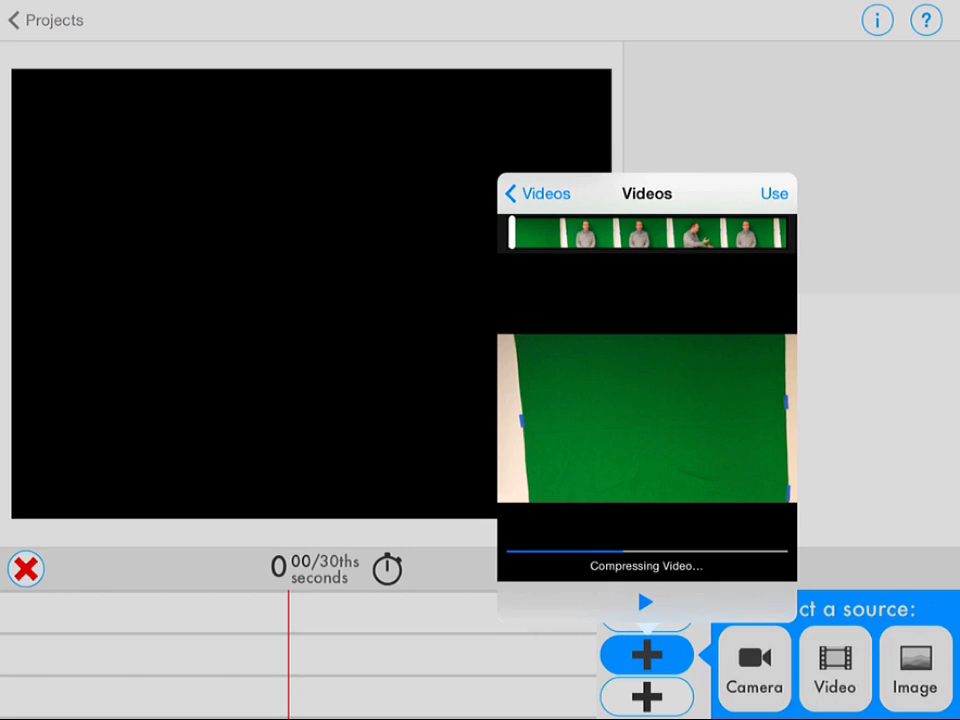 Projects
i
?
Videos
Videos
Use
Compressing Video...
0 00/30ths
seconds
ct a source:
Camera
Video
Image